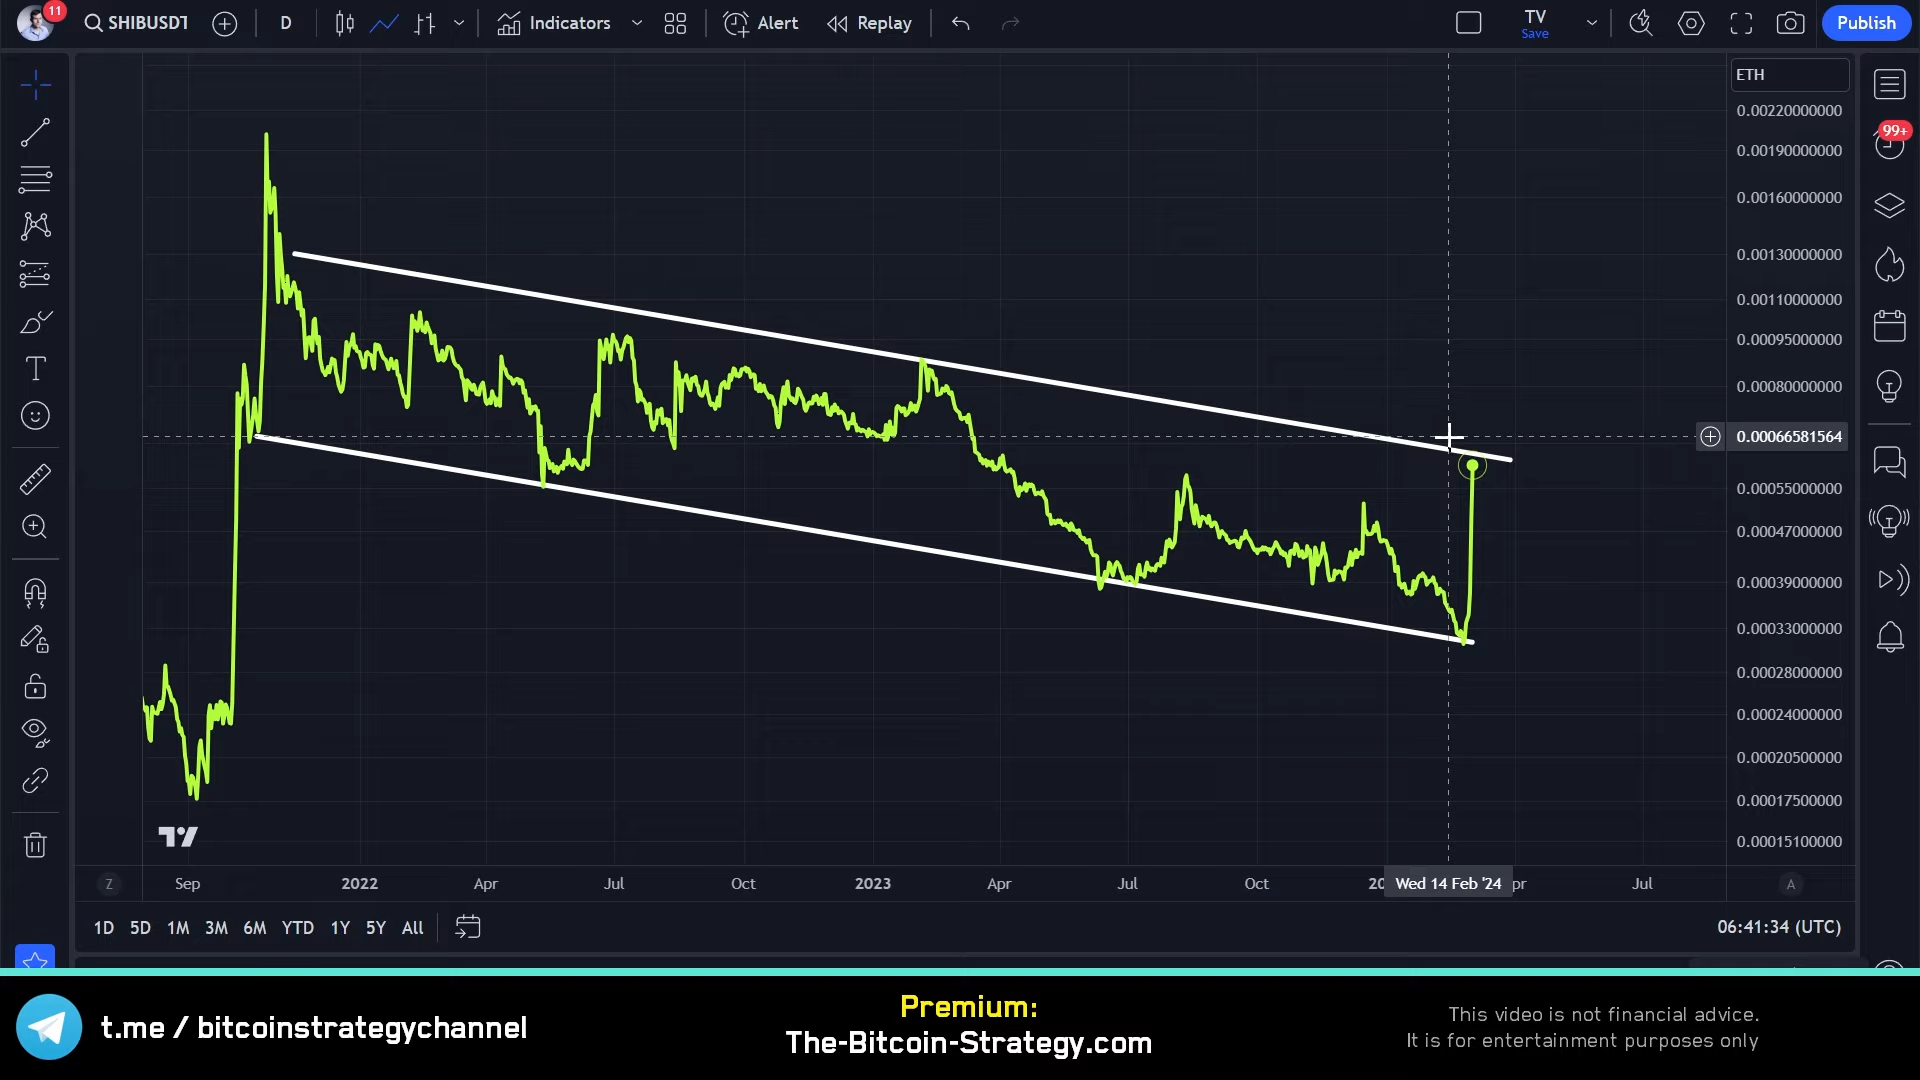 11
SHIBUSDT
D
Indicators
Alert
Replay
TV
Save
Publish
ETH
0.00220000000
0.00190000000
0.00160000000
0.00130000000
0.00110000000
0.00095000000
0.00080000000
0.00066581564
0.00055000000
0.00047000000
0.00039000000
0.00033000000
0.00028000000
0.00024000000
0.00020500000
0.00017500000
0.00015100000
99+
T
Z
Sep
2022
Apr
Jul
Oct
2023
Apr
Jul
Oct
20
Wed 14 Feb '24
pr
Jul
A
1D 5D 1M 3M 6M YTD 1Y 5Y All
06:41:34 (UTC)
t.me / bitcoinstrategychannel
Premium:
The-Bitcoin-Strategy.com
This video is not financial advice.
It is for entertainment purposes only